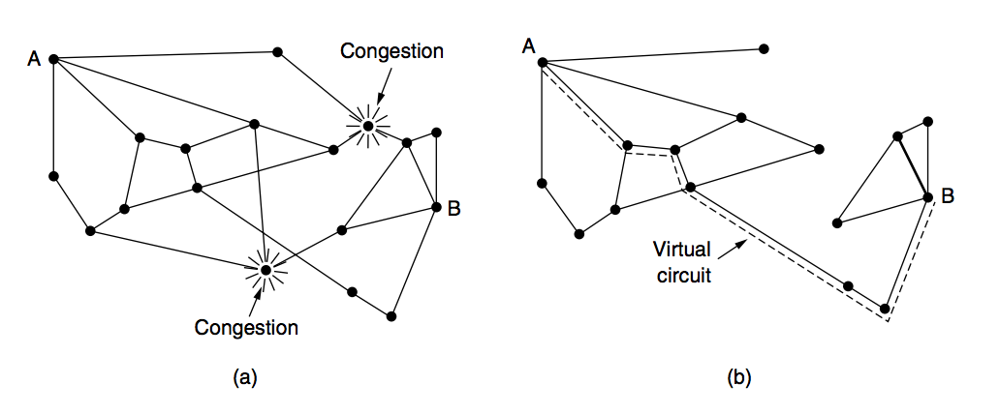 A
Congestion
B
Congestion
(a)
A
B
Virtual
circuit
(b)